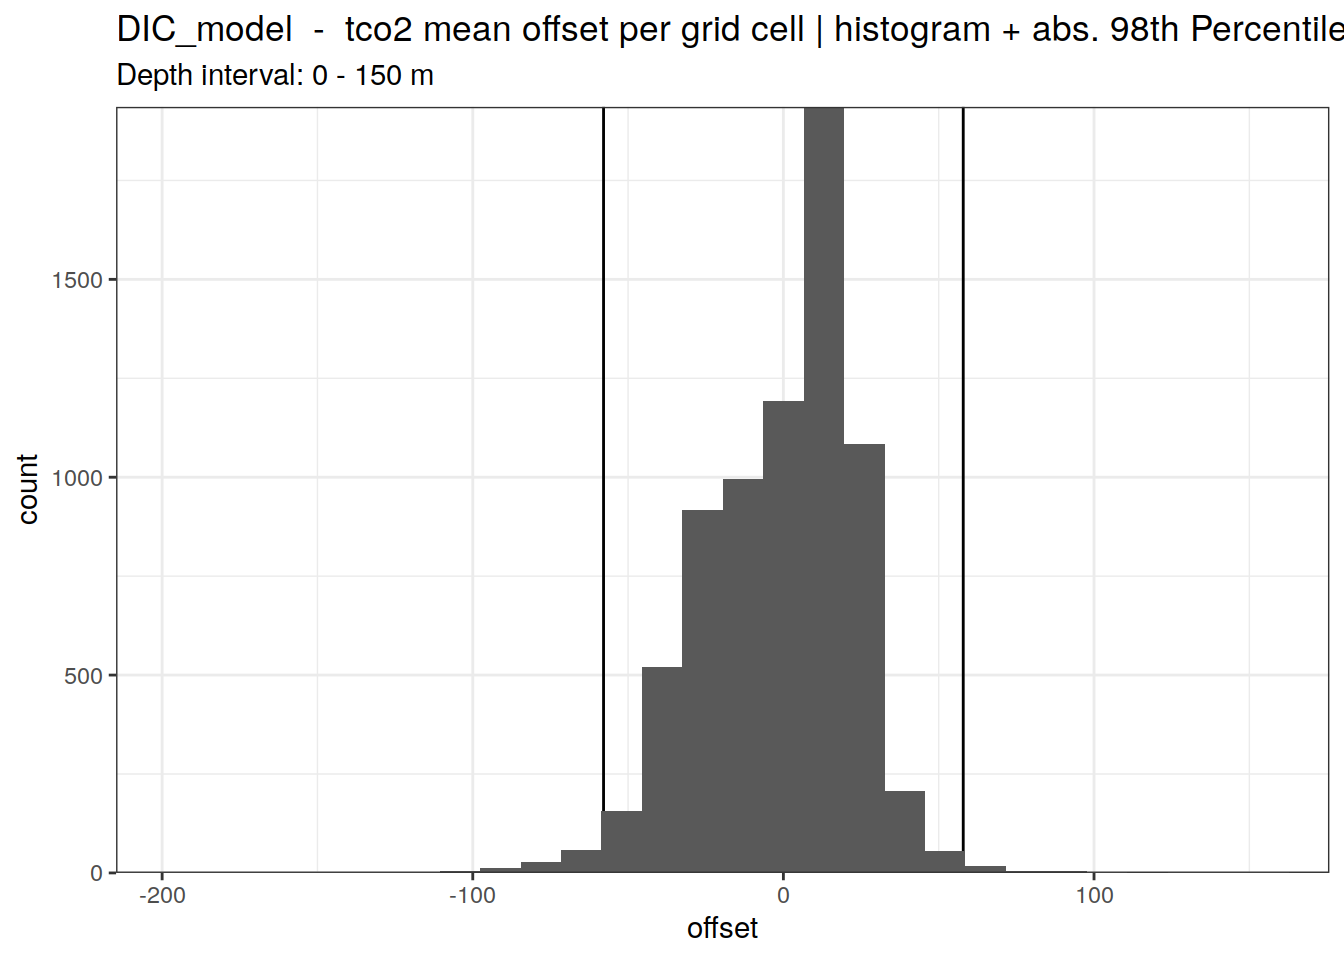 DIC_model  -  tco2 mean offset per grid cell | histogram + abs. 98th Percentile
Depth interval: 0 - 150 m
1500
1000
500
0
count
-200 -100 0 100
offset